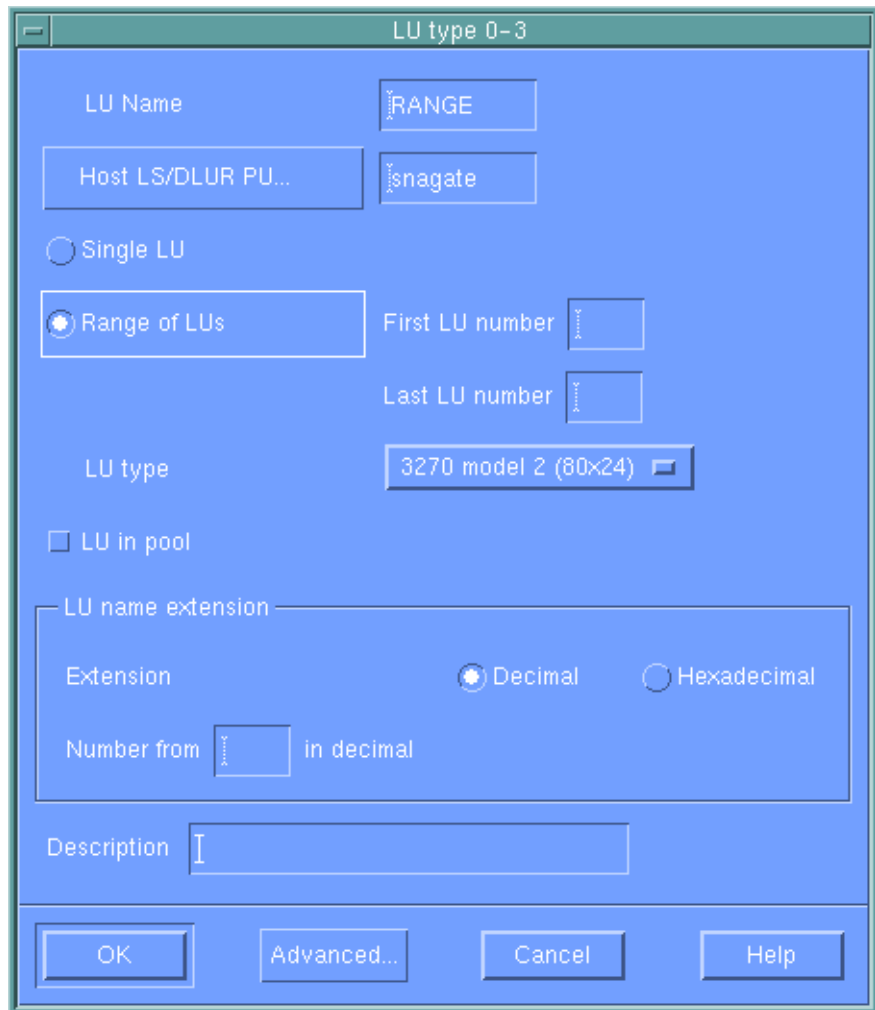 LU type 0-3
LU Name RANGE
Host LS/DLUR PU... snagate
Single LU
Range of LUs First LU number
Last LU number
LU type 3270 model 2 (80x24)
LU in pool
LU name extension
Extension Decimal Hexadecimal
Number from in decimal
Description
OK Advanced... Cancel Help